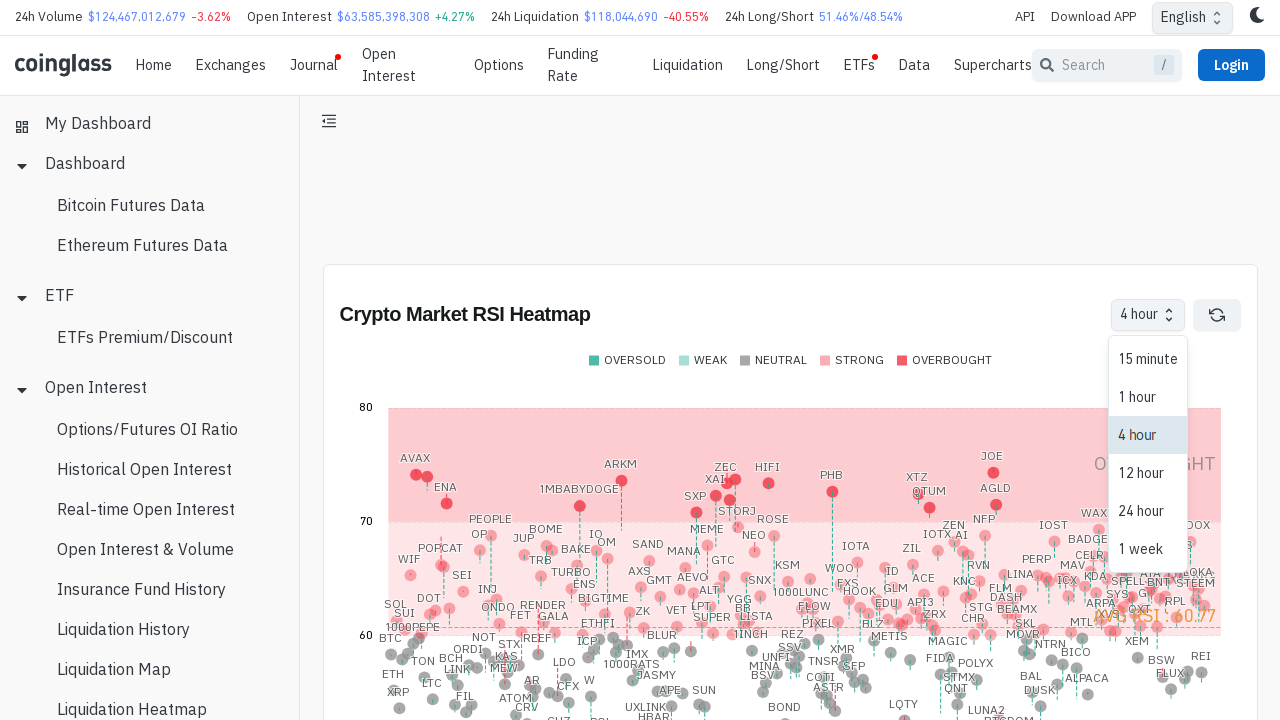 24h Volume $124,467,012,679 -3.62% Open Interest $63,585,398,308 +4.27% 24h Liquidation $118,044,690 -40.55% 24h Long/Short 51.46%/48.54% API Download APP English
coinglass Home Exchanges Journal Open Interest Options Funding Rate Liquidation Long/Short ETFs Data Supercharts Search / Login
My Dashboard
Dashboard
Bitcoin Futures Data
Ethereum Futures Data
ETF
ETFs Premium/Discount
Open Interest
Options/Futures OI Ratio
Historical Open Interest
Real-time Open Interest
Open Interest & Volume
Insurance Fund History
Liquidation History
Liquidation Map
Liquidation Heatmap
Crypto Market RSI Heatmap
4 hour
15 minute
1 hour
4 hour
12 hour
24 hour
1 week
OVERSOLD WEAK NEUTRAL STRONG OVERBOUGHT
80
AVAX ENA 1MBABYDOGE ARKM ZEC XAI SXP HIFI PHB XTZ QTUM JOE AGLD
70
STORJ PEOPLE OP JUP BOME IQ OM MEME ROSE NEO ZEN IOTX AI NFP IOST WAX
WIF POPCAT SEI TRB BAKE TURBO ENS SAND AXS GMT MANA AEVO GTC ALT SNX KSM IOTA WOO ZIL ID ACE RVN KNC LINA PERP BADGE CELR MAV ICX KDA
SOL SUI DOT INJ ONDO FET RENDER GALA BIGTIME ETHFI ZK VET LPT SUPER YGG LISTA 1INCH 1000LUNC FLOW PIXEL FXS HOOK EDU GLM API3 ZRX BLZ METIS STG CHR FLM DASH BEAMX SKL MOVR ARPA SYS SPELL BNT STEEM RPL MTL XEM
1000PEPE
60
BTC ETH XRP TON LTC BCH LINK FIL ORDI NOT STX KAS MEW REEF ICP LDO AR ATOM CRV CFX W IMX 1000RATS BLUR JASMY APE UXLINK HBAR SUN REZ SSV UNFI MINA BSV TNSR COTI ASTR XMR SFP BOND LQTY MAGIC FIDA POLYX STMX QNT LUNA2 NTRN BICO BAL DUSK ALPACA BSW FLUX REI